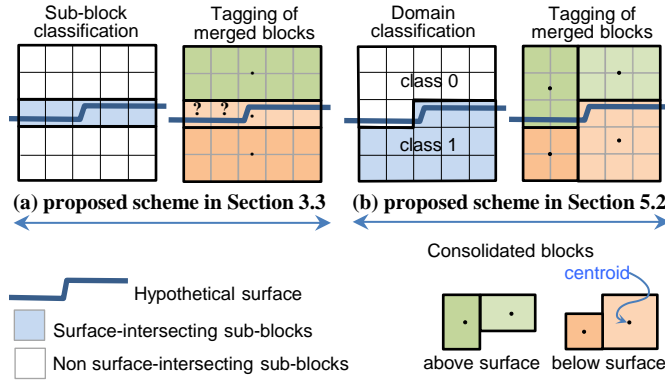 Sub-block
classification
Tagging of
merged blocks
Domain
classification
Tagging of
merged blocks
? ?
class 0
class 1
(a) proposed scheme in Section 3.3
(b) proposed scheme in Section 5.2
Hypothetical surface
Surface-intersecting sub-blocks
Non surface-intersecting sub-blocks
Consolidated blocks
centroid
above surface
below surface